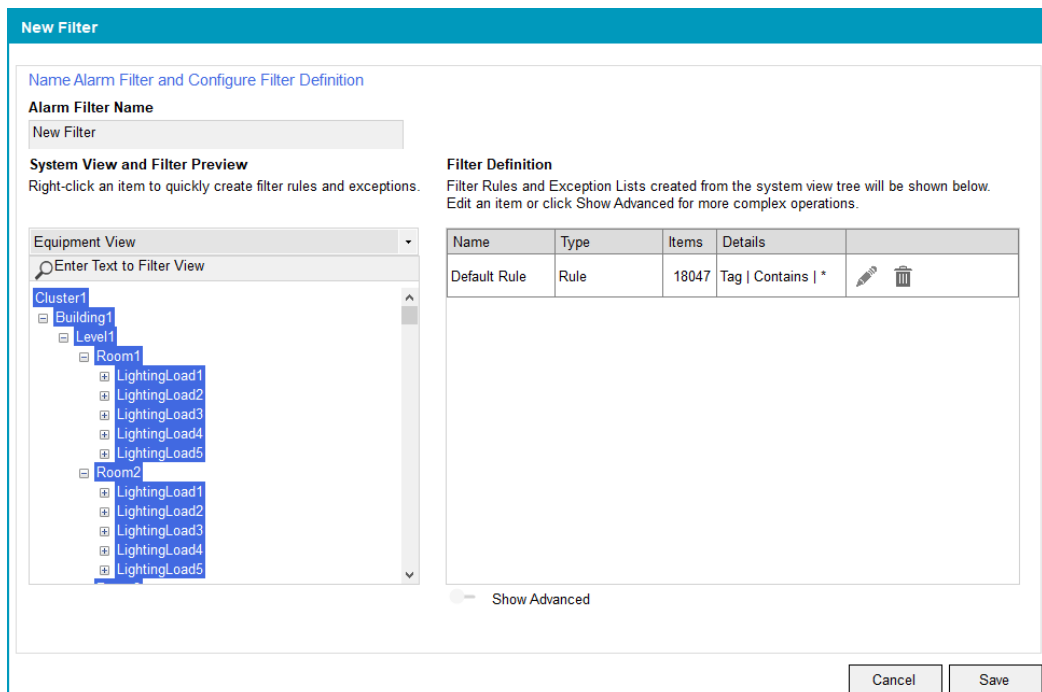 New Filter
Name Alarm Filter and Configure Filter Definition
Alarm Filter Name
New Filter
System View and Filter Preview
Right-click an item to quickly create filter rules and exceptions.
Equipment View
Enter Text to Filter View
Cluster1
Building1
Level1
Room1
LightingLoad1
LightingLoad2
LightingLoad3
LightingLoad4
LightingLoad5
Room2
LightingLoad1
LightingLoad2
LightingLoad3
LightingLoad4
LightingLoad5
Filter Definition
Filter Rules and Exception Lists created from the system view tree will be shown below.
Edit an item or click Show Advanced for more complex operations.
Name Type Items Details
Default Rule Rule 18047 Tag | Contains | *
Show Advanced
Cancel Save